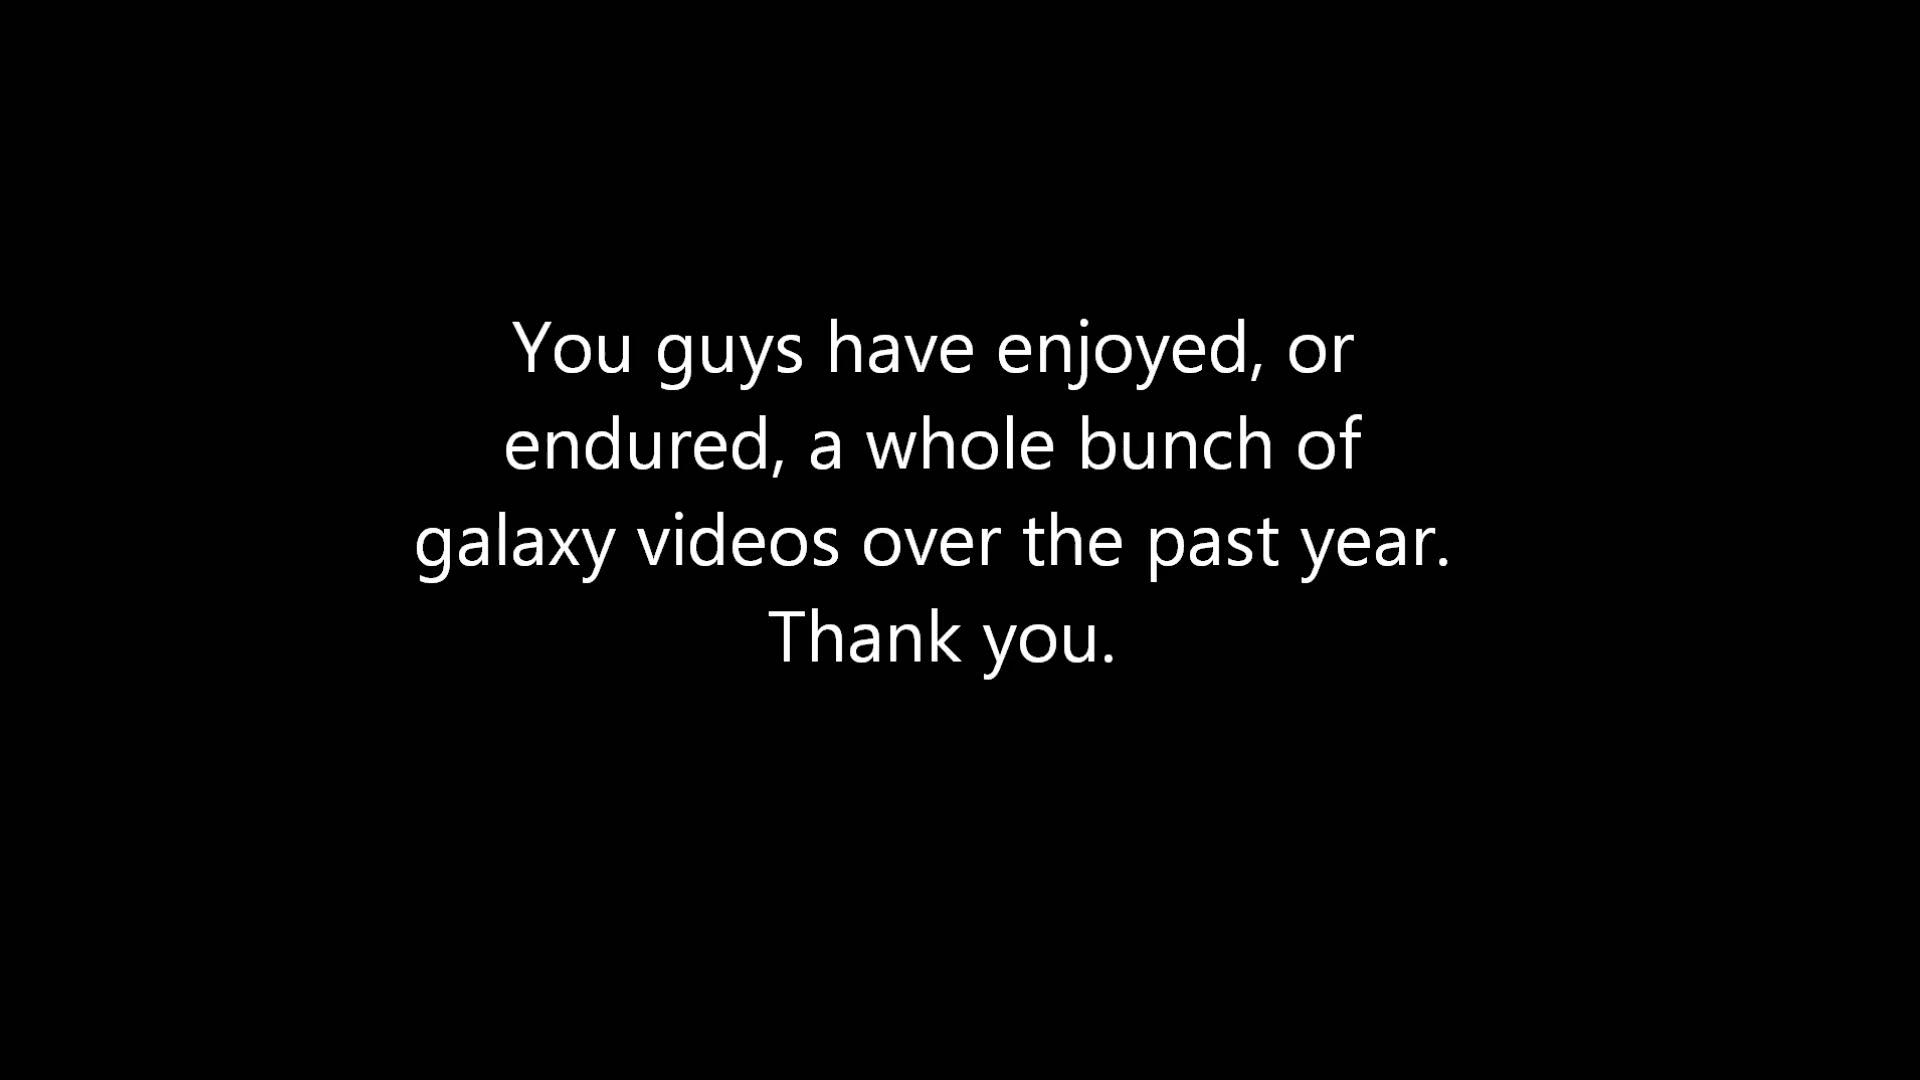 You guys have enjoyed, or
endured, a whole bunch of
galaxy videos over the past year.
Thank you.